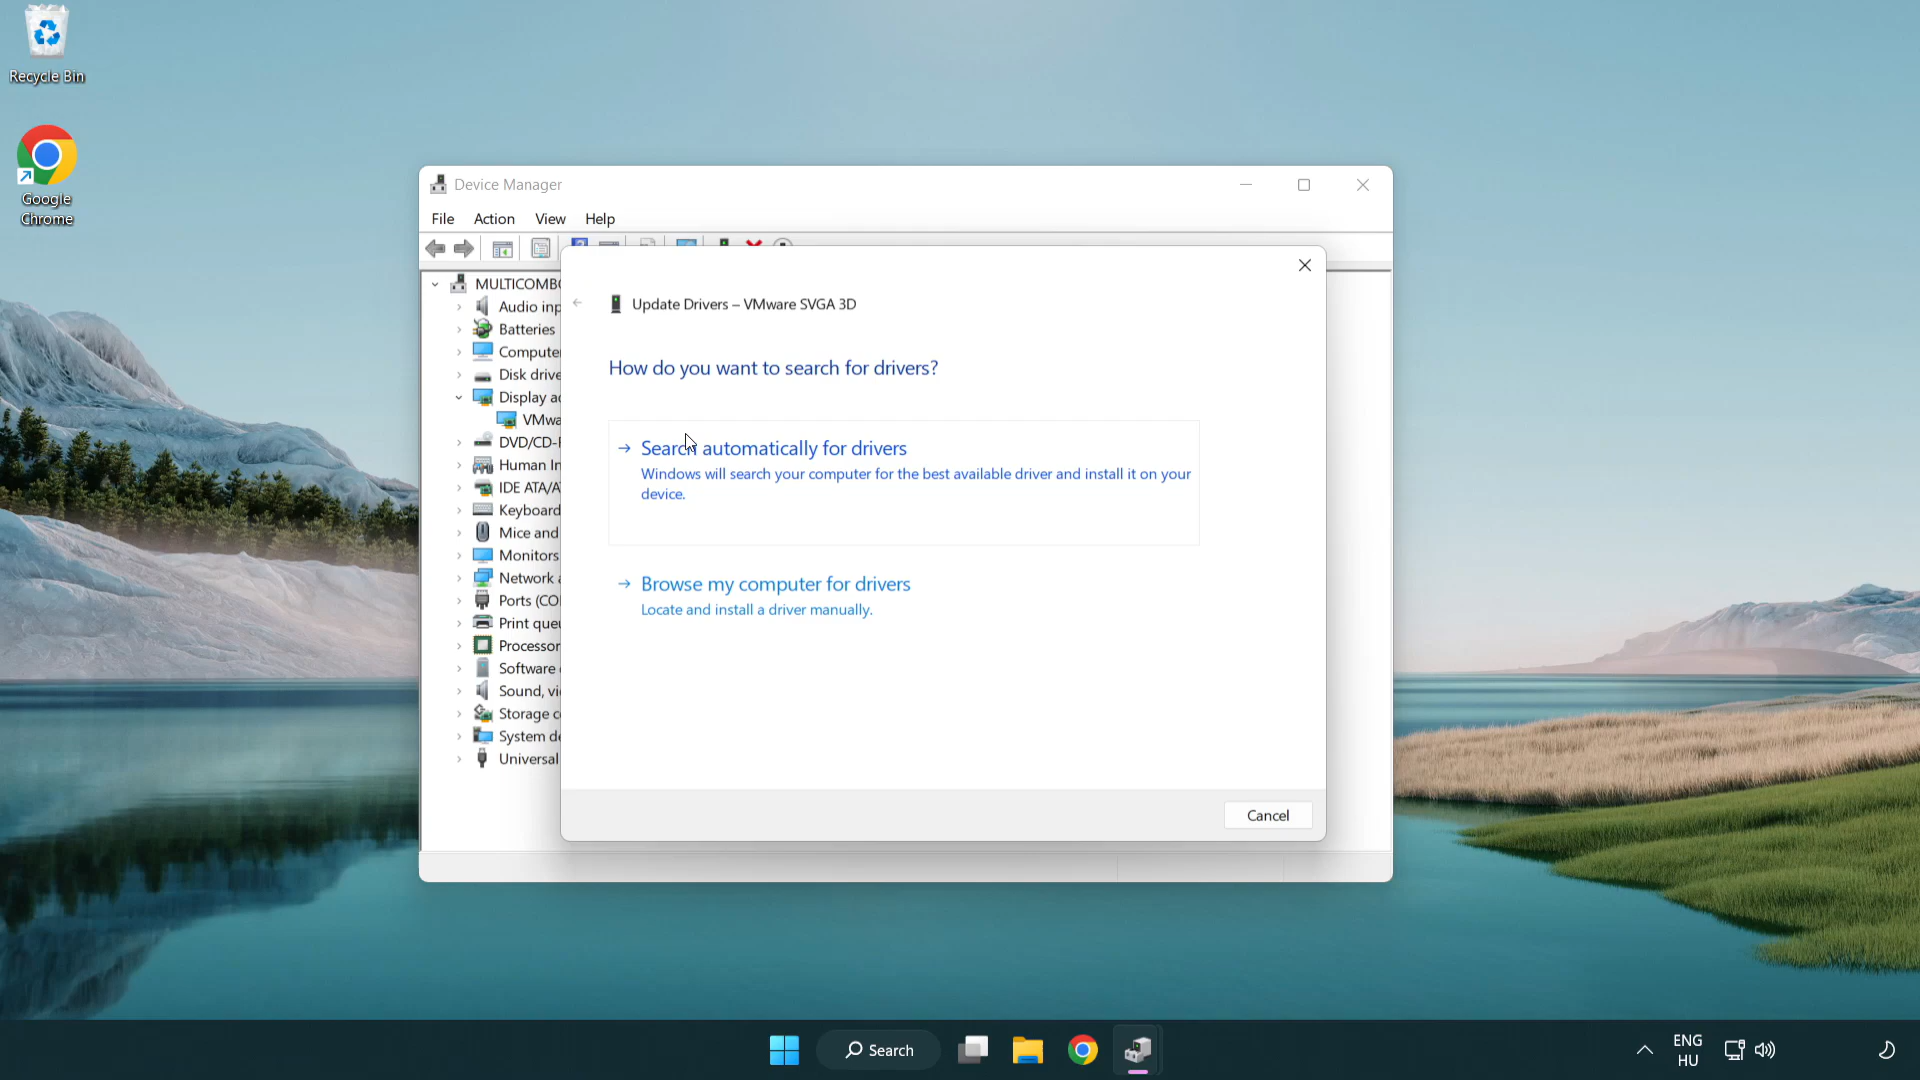 Recycle Bin
Google
Chrome
Device Manager
File Action View Help
MULTICOMBO
Audio inp
Batteries
Compute
Disk drive
Display a
VMwa
DVD/CD-
Human In
IDE ATA/A
Keyboard
Mice and
Monitors
Network
Ports (CO
Print que
Processor
Software
Sound, vi
Storage c
System de
Universal
Update Drivers – VMware SVGA 3D
How do you want to search for drivers?
Search automatically for drivers
Windows will search your computer for the best available driver and install it on your
device.
Browse my computer for drivers
Locate and install a driver manually.
Cancel
Search
ENG
HU